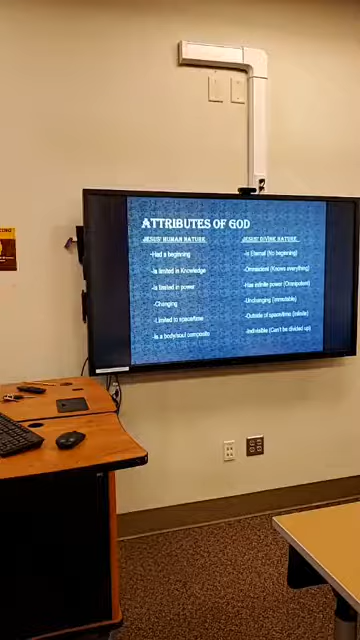 ATTRIBUTES OF GOD
JESUS' HUMAN NATURE
-Had a beginning
-Is limited in Knowledge
-Is limited in power
-Changing
-Limited to space/time
-Is a body/soul composite
JESUS' DIVINE NATURE
-Is Eternal (No beginning)
-Omniscient (Knows everything)
-Has infinite power (Omnipotent)
-Unchanging (Immutable)
-Outside of space/time (Infinite)
-Indivisible (Can't be divided up)